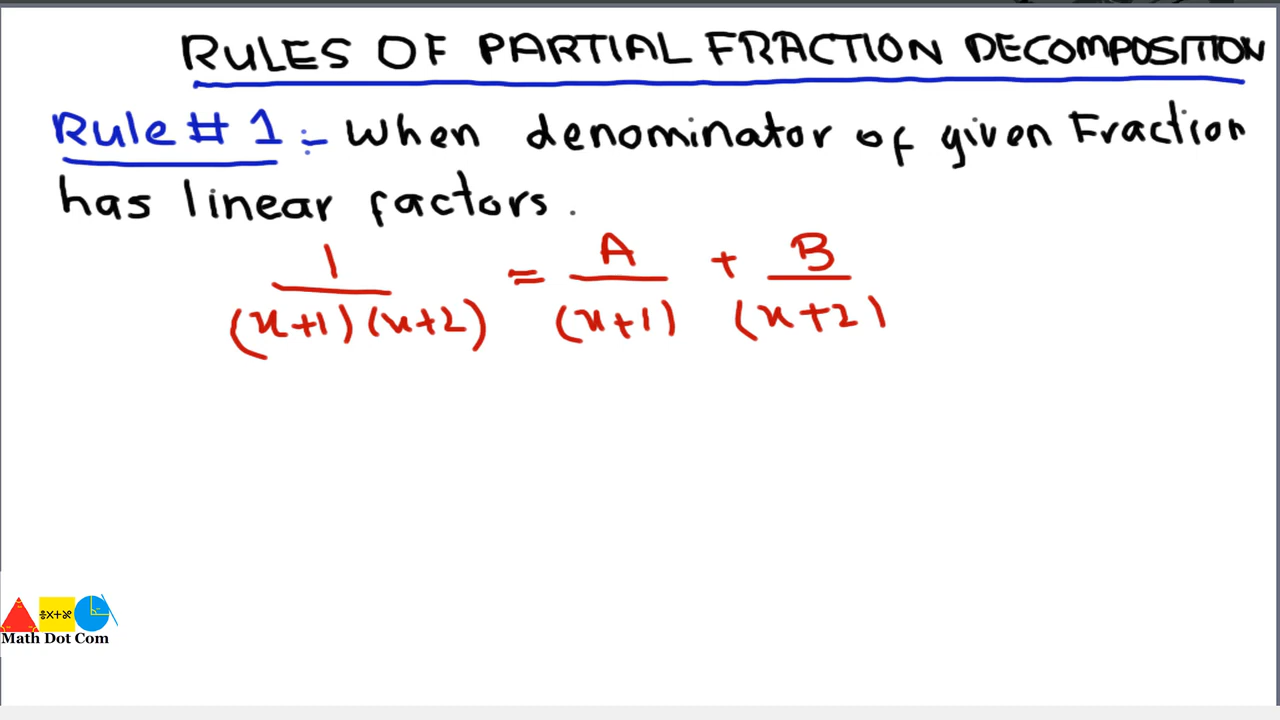 RULES OF PARTIAL FRACTION DECOMPOSITION
Rule # 1 :- When denominator of given Fraction
has linear factors.
1/(x+1)(x+2) = A/(x+1) + B/(x+2)
Math Dot Com